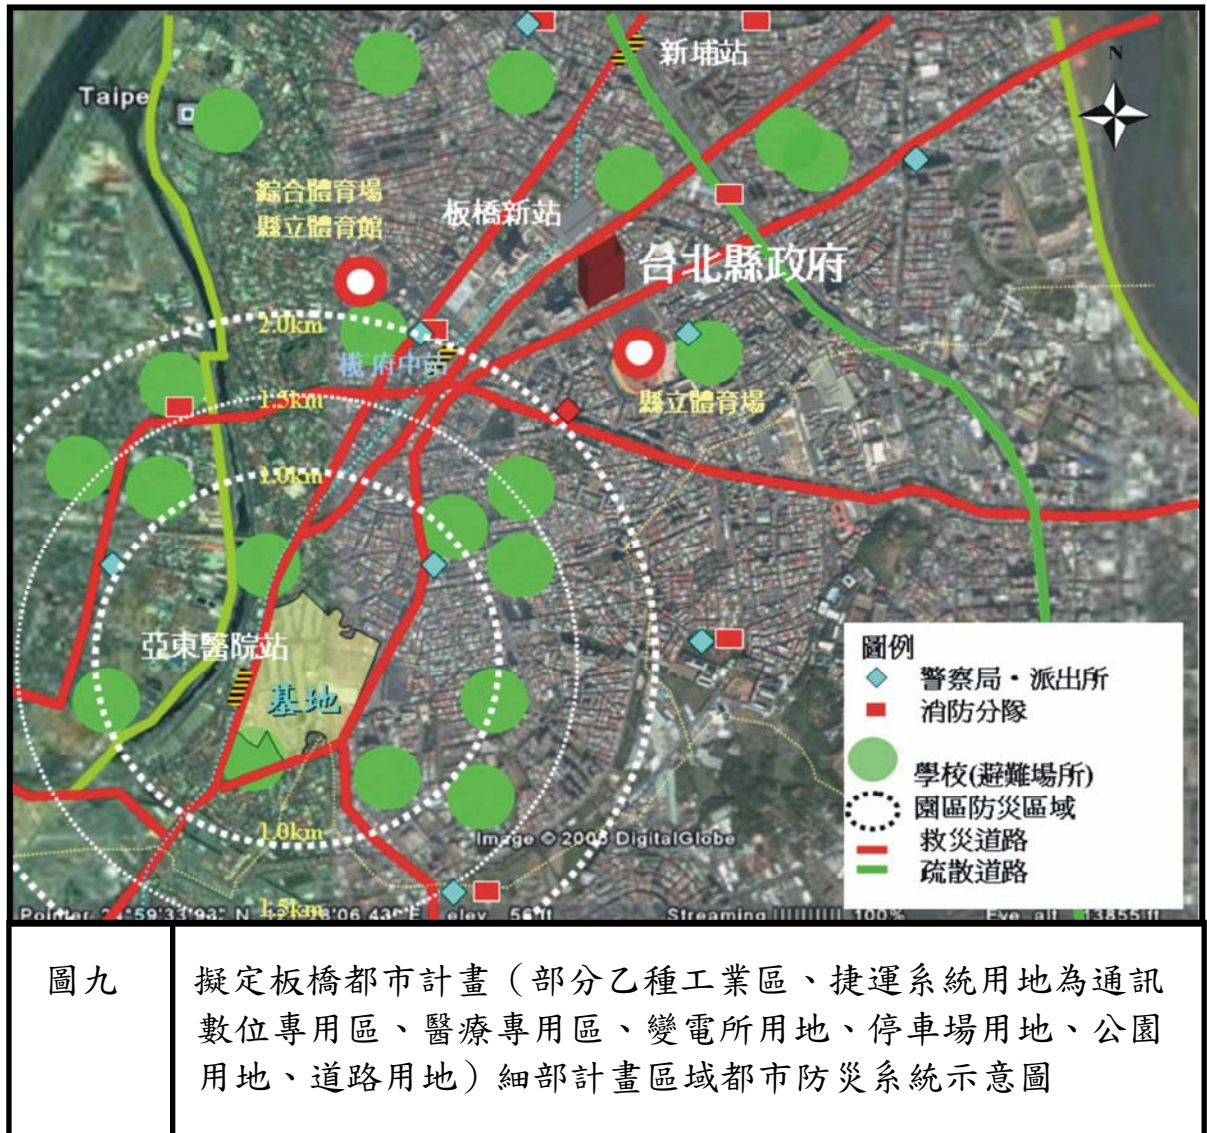 新埔站
N
Taipe
綜合體育場
縣立體育館
板橋新站
台北縣政府
2.0km
府中站
1.5km
縣立體育場
1.0km
亞東醫院站
基地
圖例
警察局・派出所
消防分隊
學校(避難場所)
園區防災區域
救災道路
疏散道路
1.0km
Image © 2006 DigitalGlobe
1.5km
Streaming |||||||||| 100%
Eye alt 13855 ft
圖九
擬定板橋都市計畫（部分乙種工業區、捷運系統用地為通訊
數位專用區、醫療專用區、變電所用地、停車場用地、公園
用地、道路用地）細部計畫區域都市防災系統示意圖